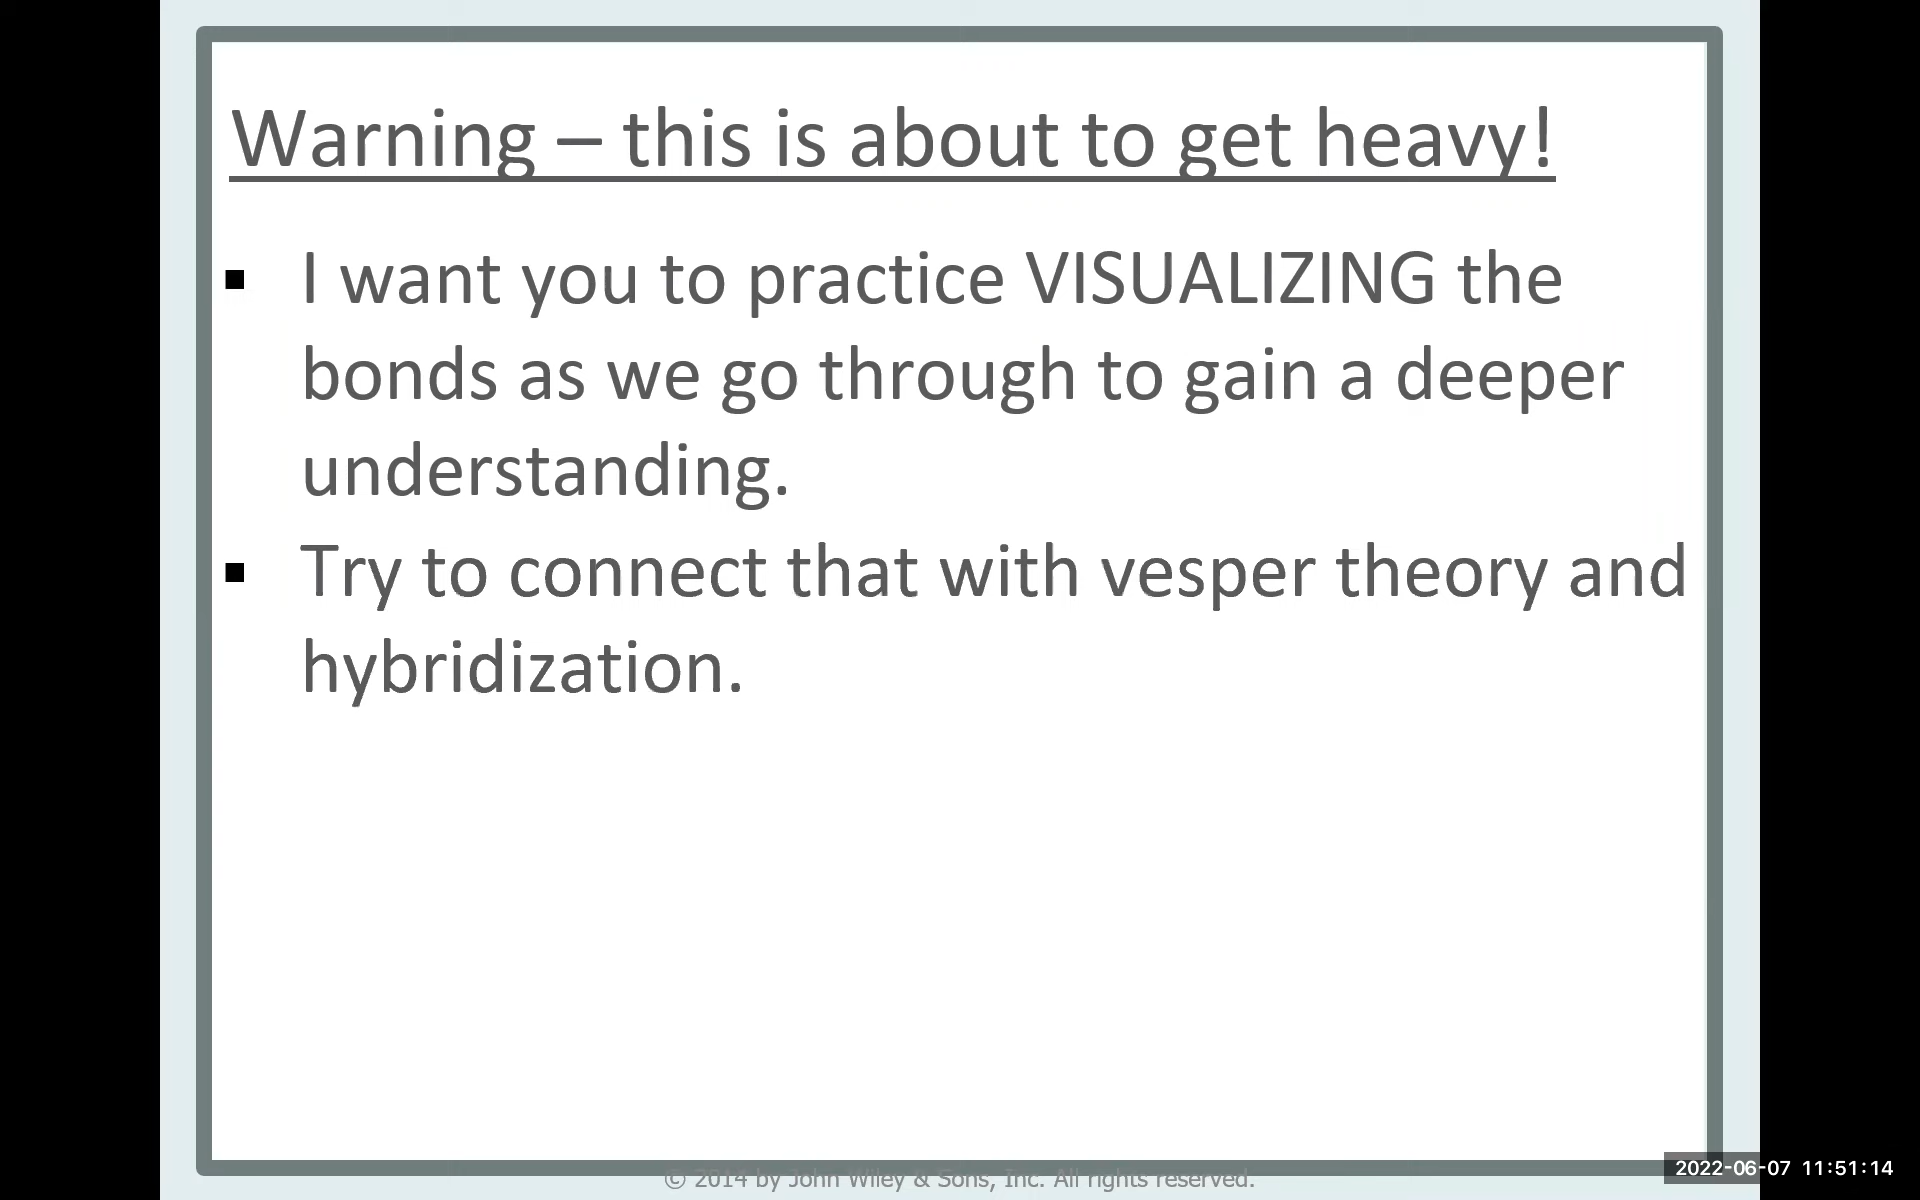 Warning – this is about to get heavy!
▪ I want you to practice VISUALIZING the
bonds as we go through to gain a deeper
understanding.
▪ Try to connect that with vesper theory and
hybridization.
© 2014 by John Wiley & Sons, Inc. All rights reserved.
2022-06-07 11:51:14